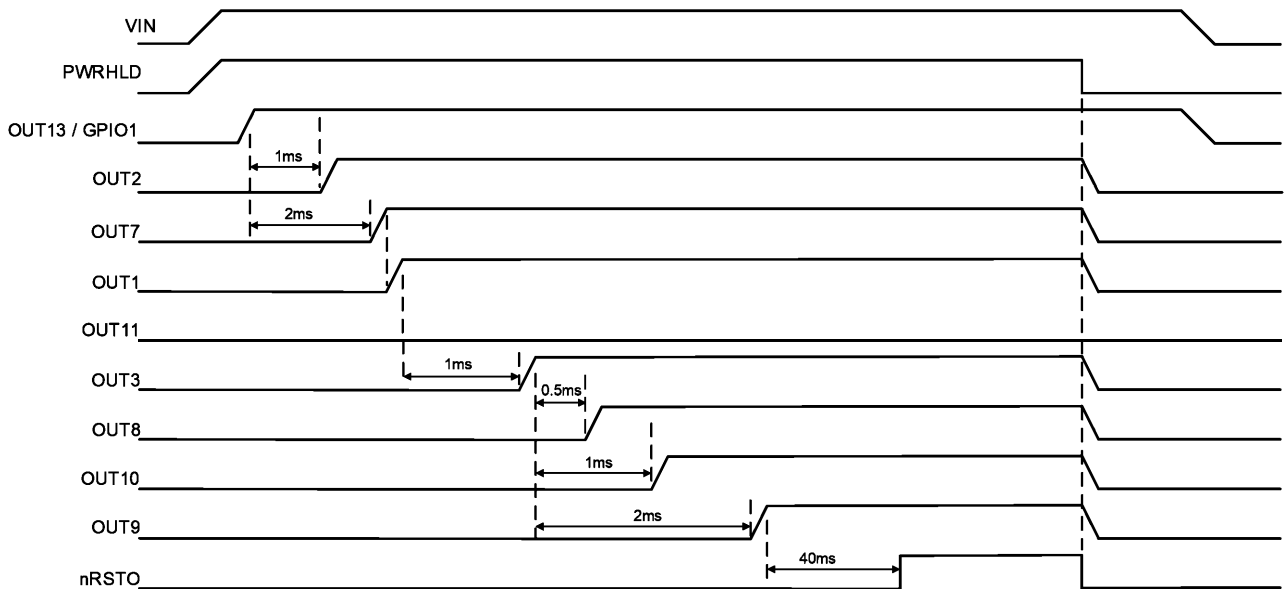 VIN
PWRHLD
OUT13 / GPIO1
1ms
OUT2
2ms
OUT7
OUT1
OUT11
1ms
OUT3
0.5ms
OUT8
1ms
OUT10
2ms
OUT9
40ms
nRSTO